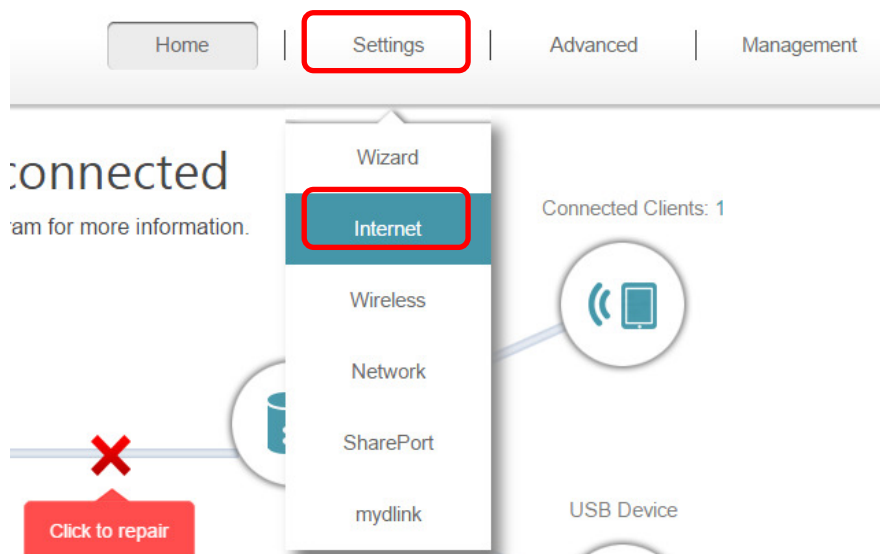 Home
Settings
Advanced
Management
connected
Wizard
am for more information.
Internet
Connected Clients: 1
Wireless
Network
SharePort
mydlink
Click to repair
USB Device